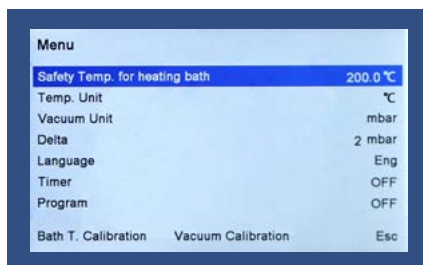 Menu
Safety Temp. for heating bath 200.0 ℃
Temp. Unit ℃
Vacuum Unit mbar
Delta 2 mbar
Language Eng
Timer OFF
Program OFF
Bath T. Calibration Vacuum Calibration Esc